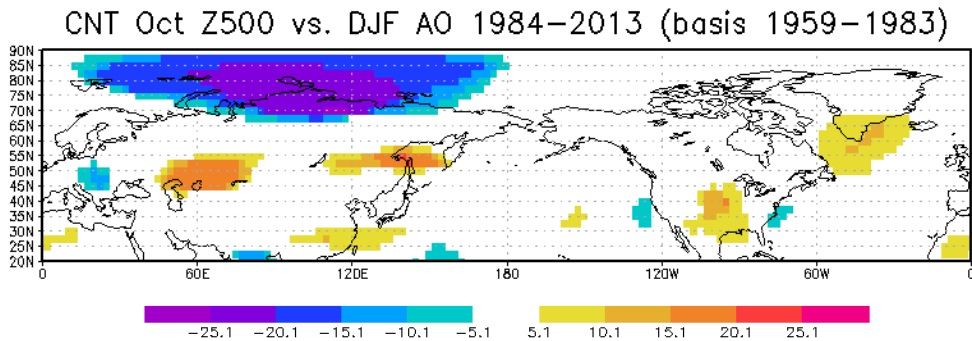 CNT Oct Z500 vs. DJF AO 1984-2013 (basis 1959-1983)
90N
85N
80N
75N
70N
65N
60N
55N
50N
45N
40N
35N
30N
25N
20N
0 60E 120E 180 120W 60W 0
-25.1 -20.1 -15.1 -10.1 -5.1 5.1 10.1 15.1 20.1 25.1